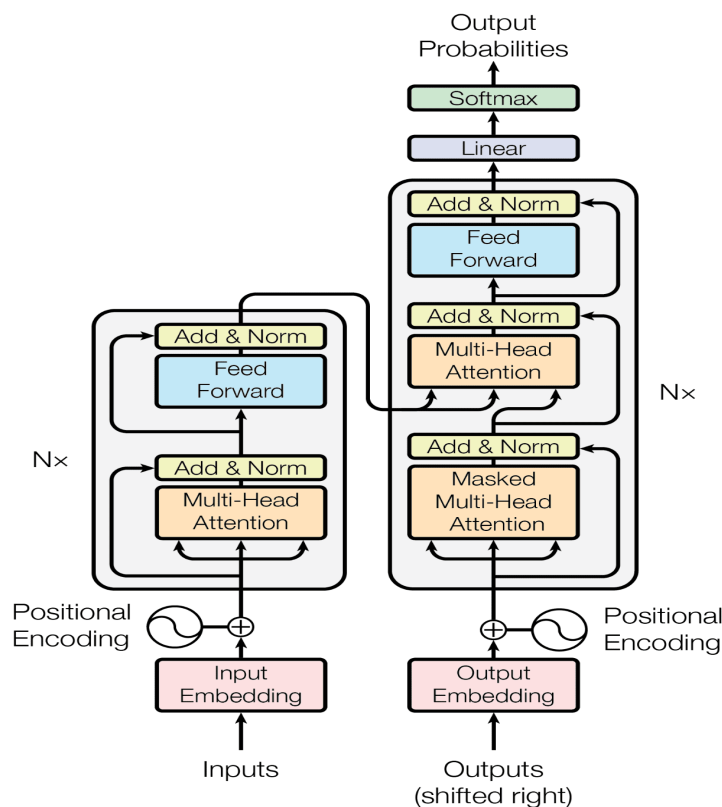 Output
Probabilities
Softmax
Linear
Add & Norm
Feed
Forward
Add & Norm
Multi-Head
Attention
Add & Norm
Masked
Multi-Head
Attention
Nx
Add & Norm
Feed
Forward
Add & Norm
Multi-Head
Attention
Nx
Positional
Encoding
Positional
Encoding
Input
Embedding
Output
Embedding
Inputs
Outputs
(shifted right)